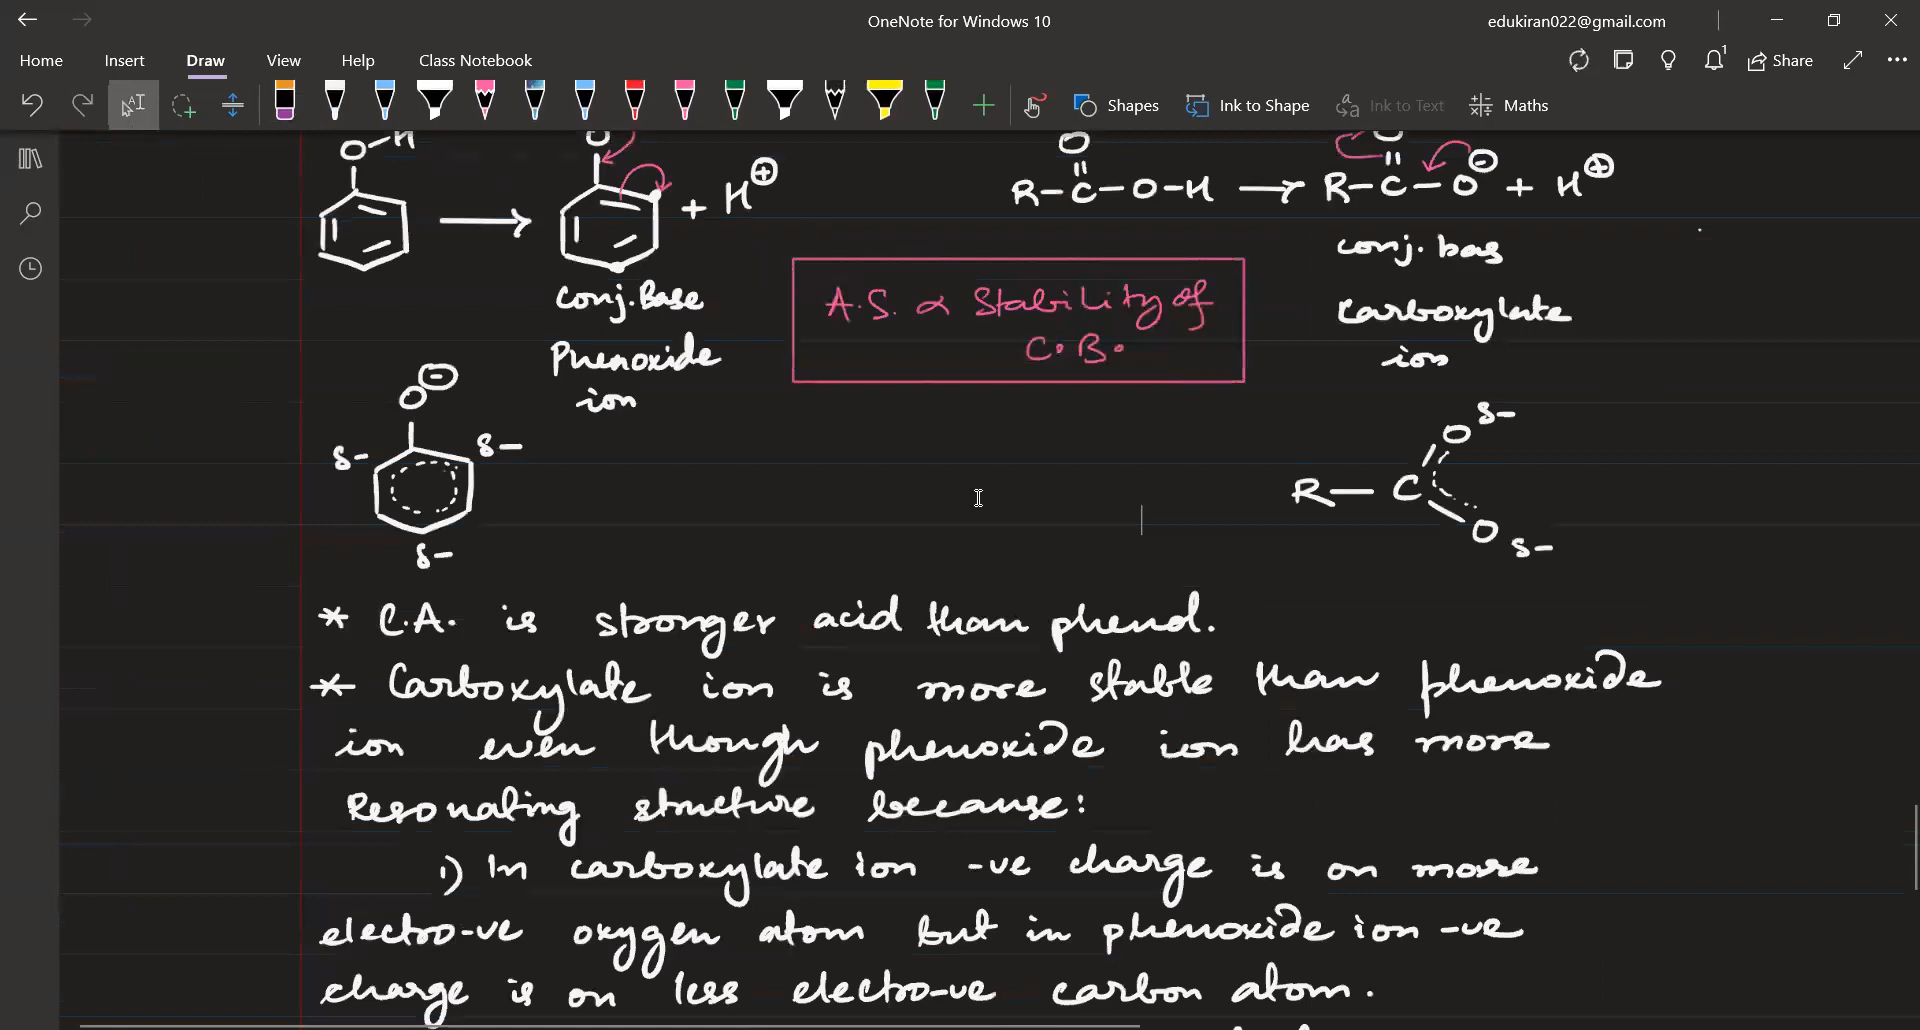 OneNote for Windows 10
edukiran022@gmail.com
Home Insert Draw View Help Class Notebook
Share
Shapes Ink to Shape Ink to Text Maths
O-H
O
+ H⊕
O
R-C-O-H → R-C-O⊖ + H⊕
O
conj. bas
Conj. Base
A.S. ∝ Stability of
C.B.
Carboxylate
ion
Phenoxide
ion
O⊖
δ-
δ-
δ-
O δ-
R-C
O δ-
* C.A. is stronger acid than phenol.
* Carboxylate ion is more stable than phenoxide
ion even though phenoxide ion has more
Resonating structure because:
1) In carboxylate ion -ve charge is on more
electro-ve oxygen atom but in phenoxide ion -ve
charge is on less electro-ve carbon atom.